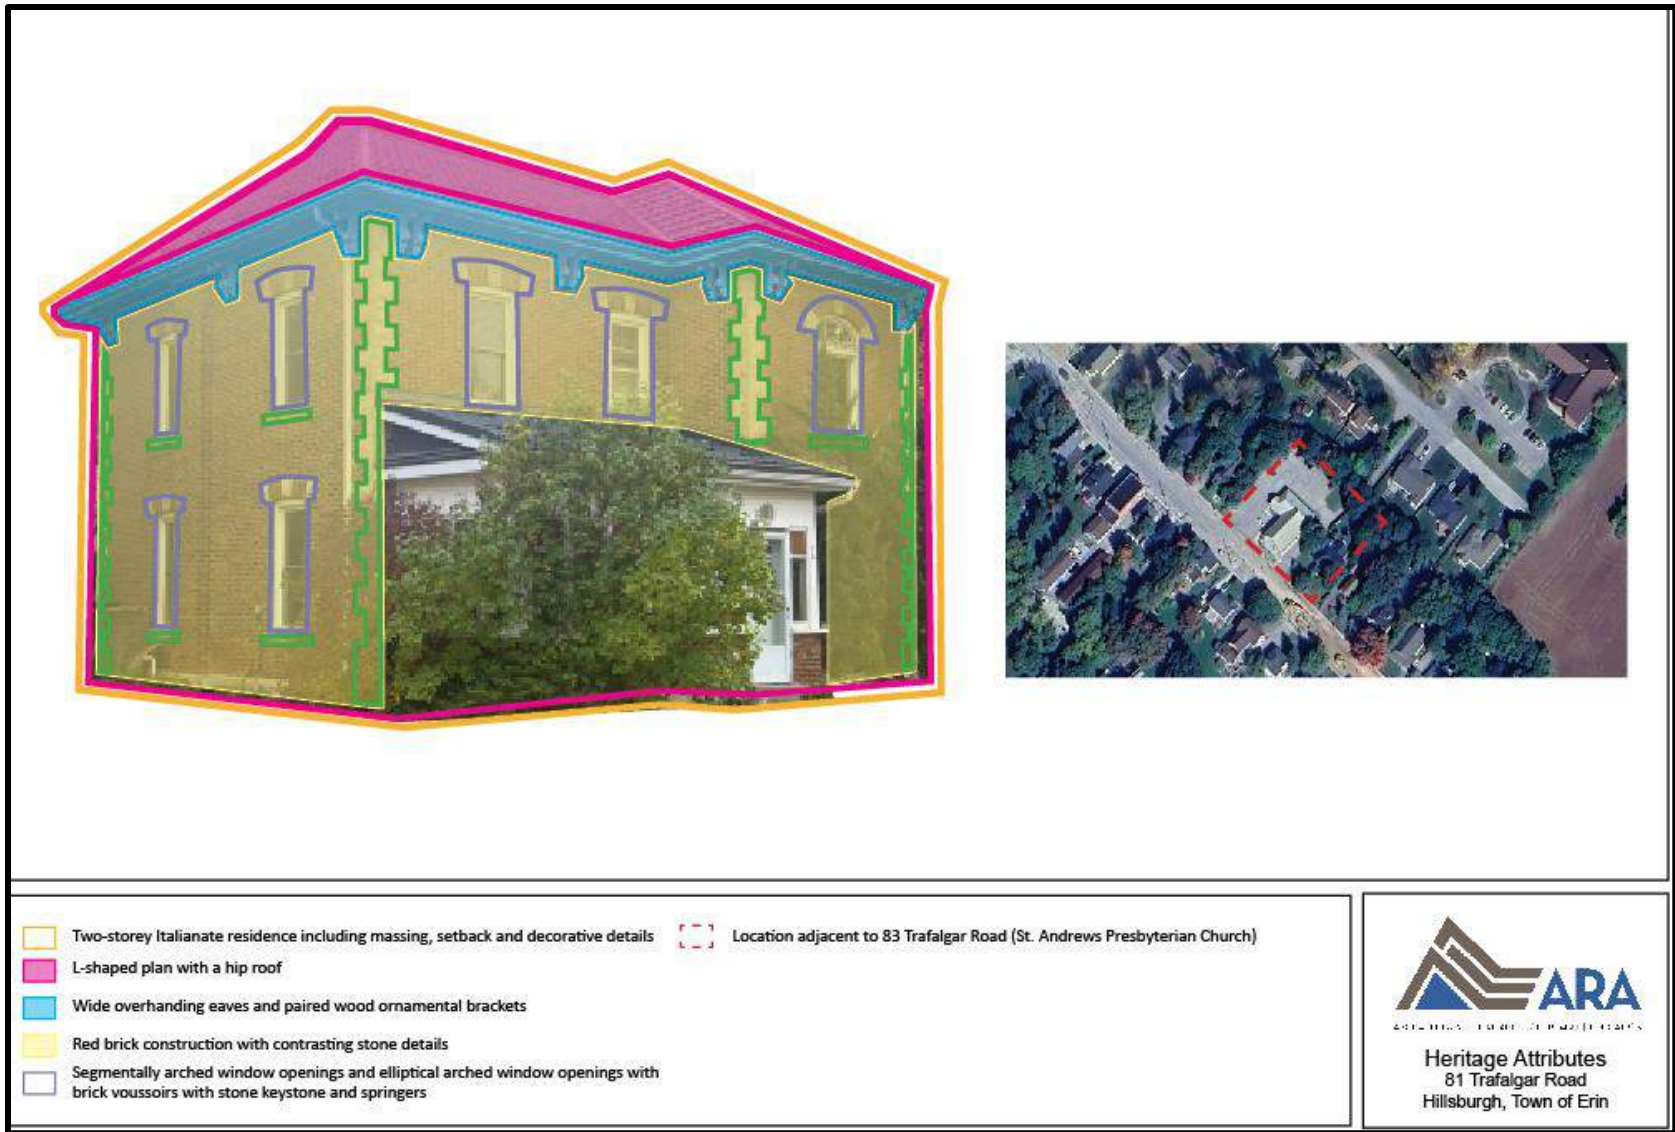 Two-storey Italianate residence including massing, setback and decorative details
Location adjacent to 83 Trafalgar Road (St. Andrews Presbyterian Church)
L-shaped plan with a hip roof
Wide overhanding eaves and paired wood ornamental brackets
Red brick construction with contrasting stone details
Segmentally arched window openings and elliptical arched window openings with
brick voussoirs with stone keystone and springers
ARA
Heritage Attributes
81 Trafalgar Road
Hillsburgh, Town of Erin